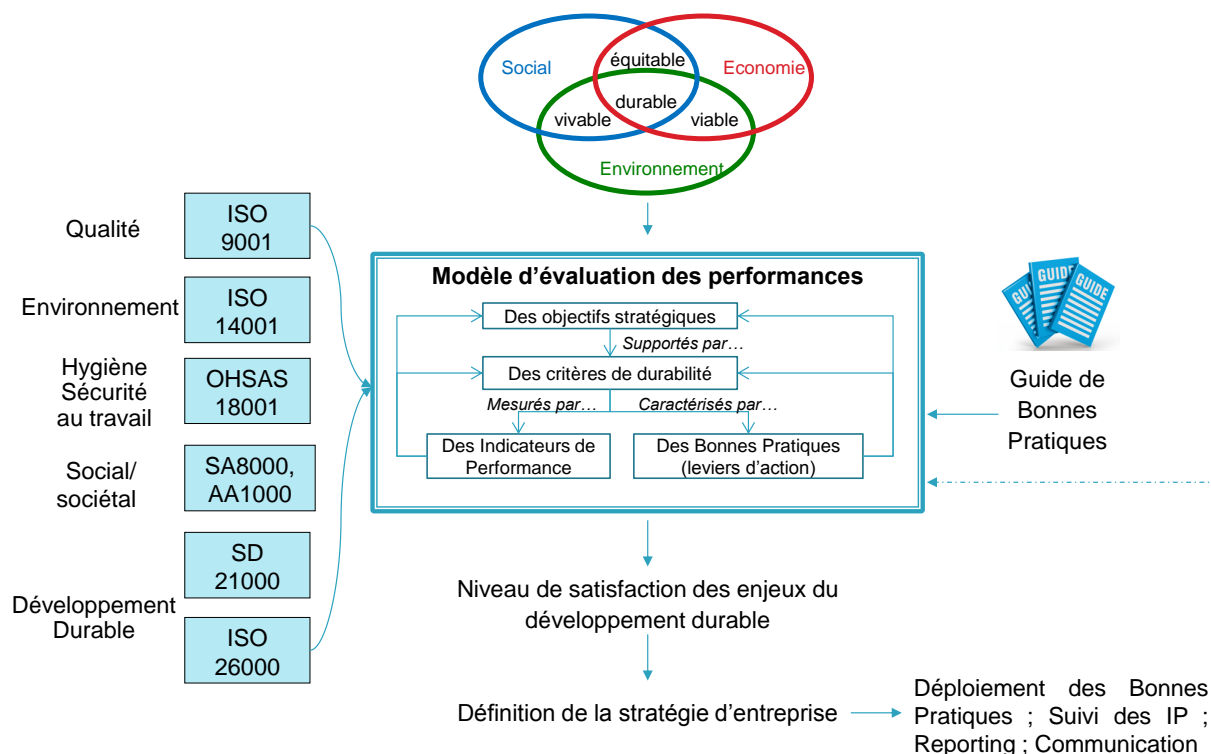 équitable
Social
Economie
durable
vivable
viable
Environnement
Qualité
ISO
9001
Environnement
ISO
14001
Hygiène
Sécurité
au travail
OHSAS
18001
Social/
sociétal
SA8000,
AA1000
SD
21000
Développement
Durable
ISO
26000
Modèle d’évaluation des performances
Des objectifs stratégiques
Supportés par…
Des critères de durabilité
Mesurés par…
Caractérisés par…
Des Indicateurs de
Performance
Des Bonnes Pratiques
(leviers d’action)
GUIDE
GUIDE
Guide de
Bonnes
Pratiques
Niveau de satisfaction des enjeux du
développement durable
Définition de la stratégie d’entreprise
Déploiement des Bonnes
Pratiques ; Suivi des IP ;
Reporting ; Communication